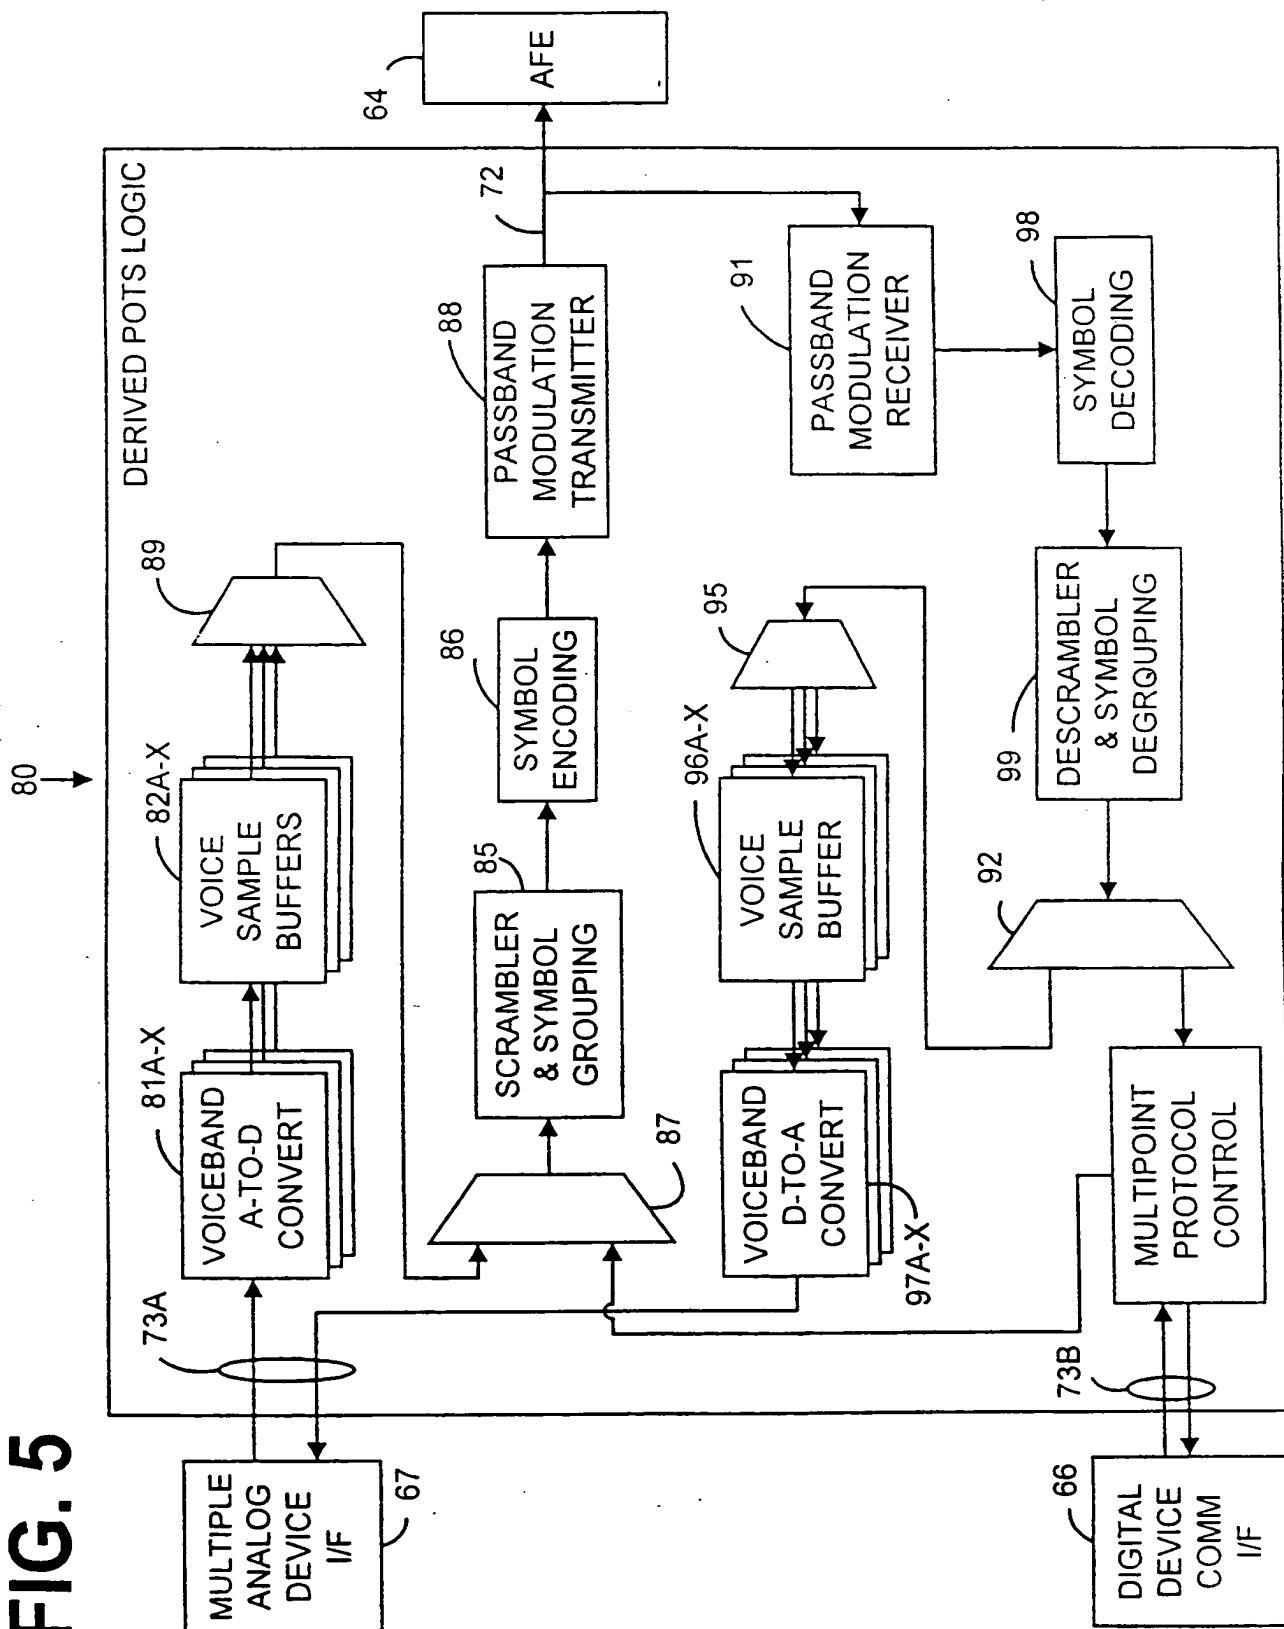 FIG. 5
80
DERIVED POTS LOGIC
MULTIPLE
ANALOG
DEVICE
I/F
67
73A
VOICEBAND
A-TO-D
CONVERT
81A-X
VOICE
SAMPLE
BUFFERS
82A-X
89
87
SCRAMBLER
& SYMBOL
GROUPING
85
SYMBOL
ENCODING
86
PASSBAND
MODULATION
TRANSMITTER
88
72
AFE
64
VOICEBAND
D-TO-A
CONVERT
97A-X
VOICE
SAMPLE
BUFFER
96A-X
95
PASSBAND
MODULATION
RECEIVER
91
SYMBOL
DECODING
98
DESCRAMBLER
& SYMBOL
DEGROUPING
99
92
MULTIPOINT
PROTOCOL
CONTROL
73B
DIGITAL
DEVICE
COMM
I/F
66